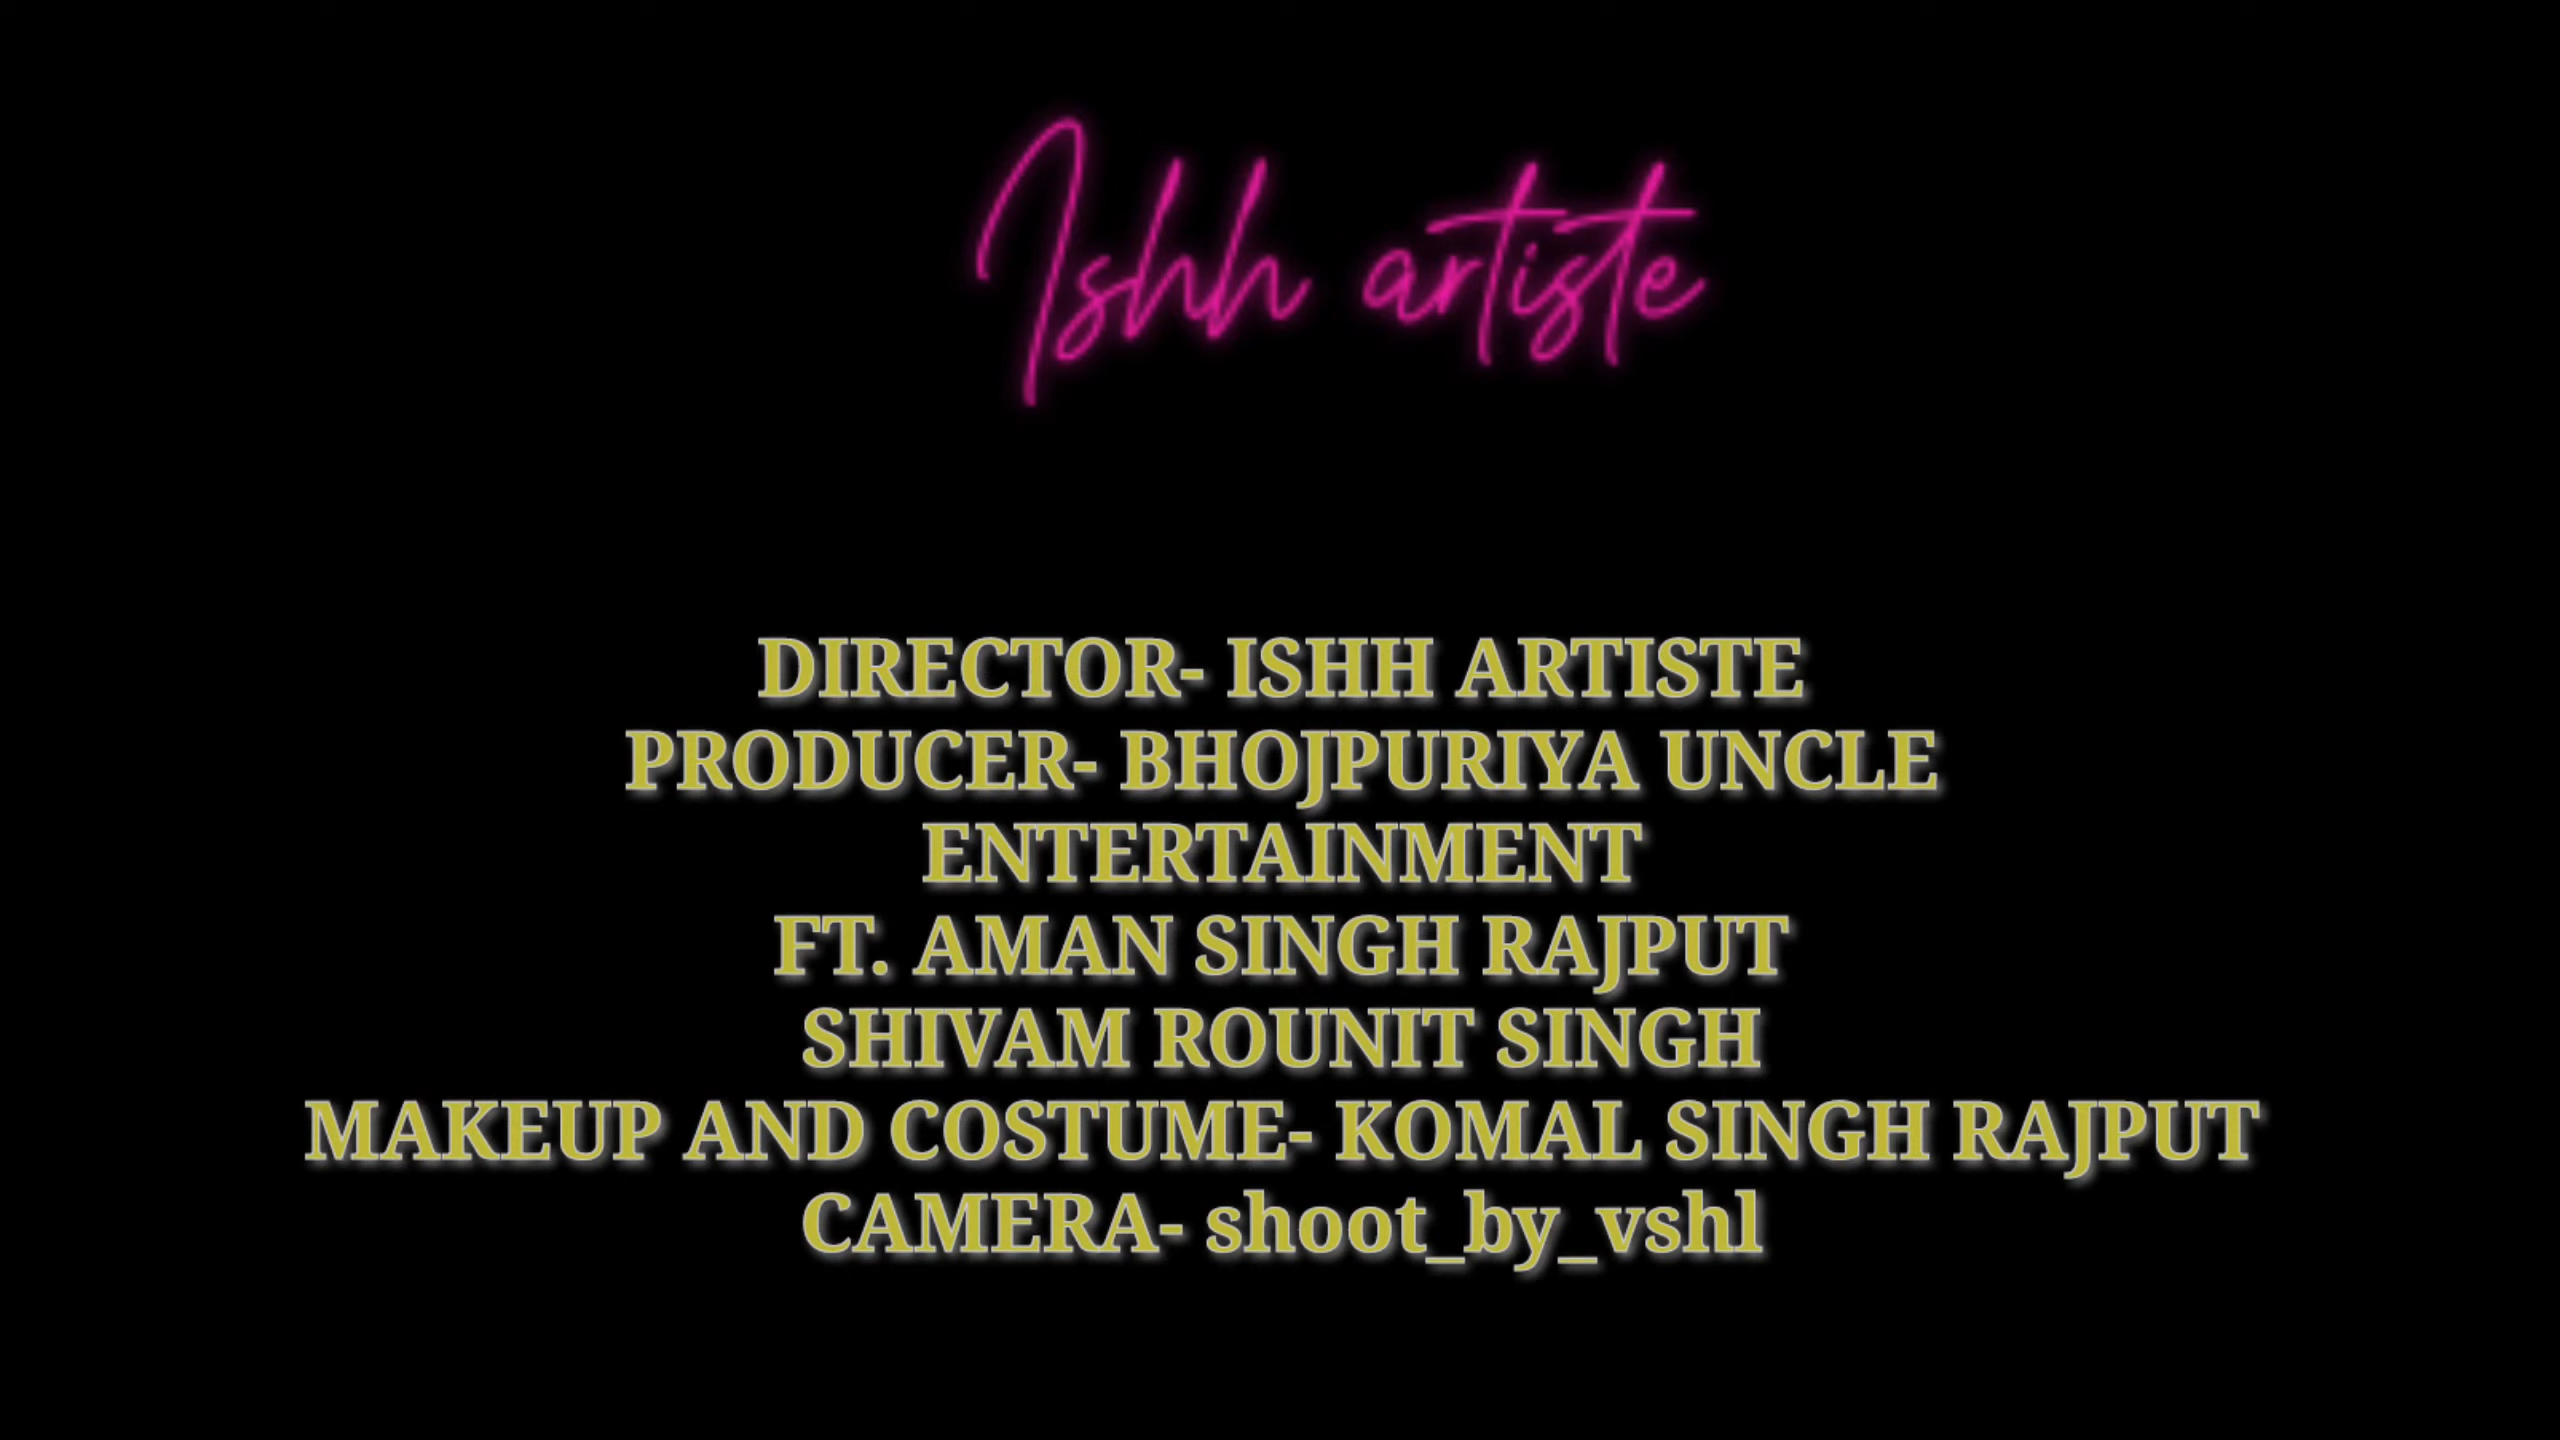 Ishh artiste
DIRECTOR- ISHH ARTISTE
PRODUCER- BHOJPURIYA UNCLE
ENTERTAINMENT
FT. AMAN SINGH RAJPUT
SHIVAM ROUNIT SINGH
MAKEUP AND COSTUME- KOMAL SINGH RAJPUT
CAMERA- shoot_by_vshl